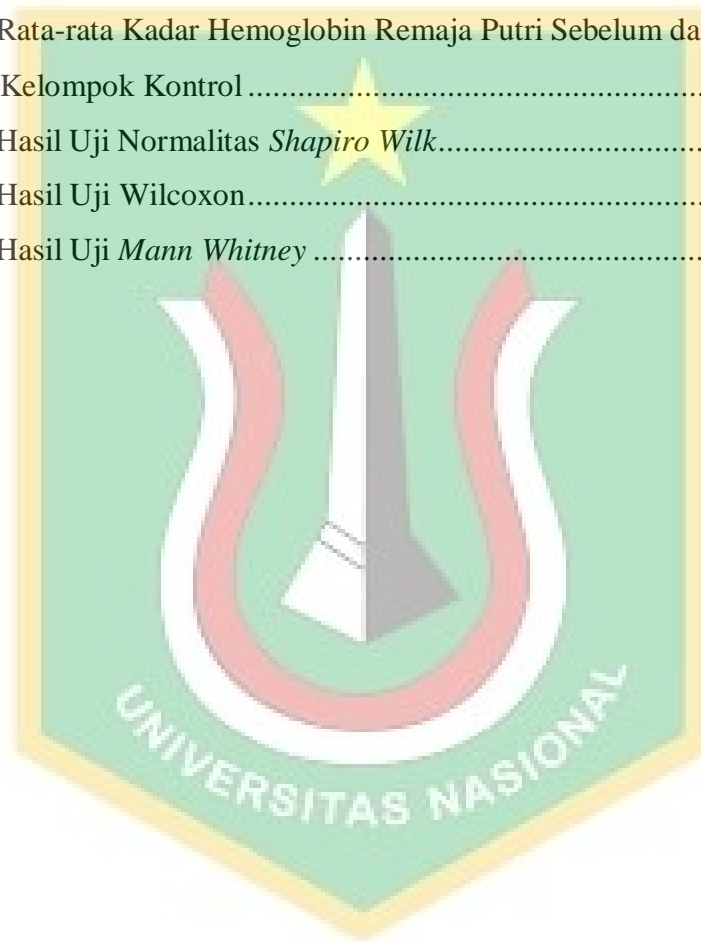 Rata-rata Kadar Hemoglobin Remaja Putri Sebelum da
Kelompok Kontrol ........................................................
Hasil Uji Normalitas Shapiro Wilk................................
Hasil Uji Wilcoxon.......................................................
Hasil Uji Mann Whitney ...............................................
UNIVERSITAS NASIONAL